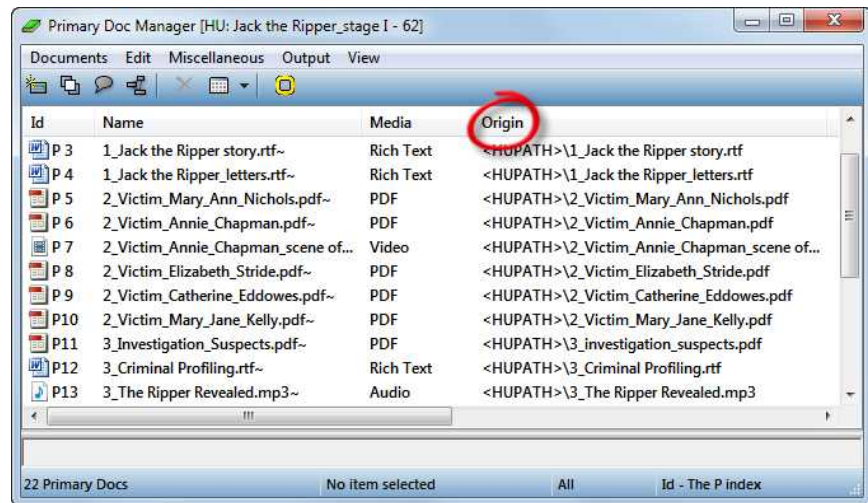 Primary Doc Manager [HU: Jack the Ripper_stage I - 62]
Documents Edit Miscellaneous Output View
Id Name Media Origin
P 3 1_Jack the Ripper story.rtf~ Rich Text <HUPATH>\1_Jack the Ripper story.rtf
P 4 1_Jack the Ripper_letters.rtf~ Rich Text <HUPATH>\1_Jack the Ripper_letters.rtf
P 5 2_Victim_Mary_Ann_Nichols.pdf~ PDF <HUPATH>\2_Victim_Mary_Ann_Nichols.pdf
P 6 2_Victim_Annie_Chapman.pdf~ PDF <HUPATH>\2_Victim_Annie_Chapman.pdf
P 7 2_Victim_Annie_Chapman_scene of... Video <HUPATH>\2_Victim_Annie_Chapman_scene of...
P 8 2_Victim_Elizabeth_Stride.pdf~ PDF <HUPATH>\2_Victim_Elizabeth_Stride.pdf
P 9 2_Victim_Catherine_Eddowes.pdf~ PDF <HUPATH>\2_Victim_Catherine_Eddowes.pdf
P10 2_Victim_Mary_Jane_Kelly.pdf~ PDF <HUPATH>\2_Victim_Mary_Jane_Kelly.pdf
P11 3_Investigation_Suspects.pdf~ PDF <HUPATH>\3_investigation_suspects.pdf
P12 3_Criminal Profiling.rtf~ Rich Text <HUPATH>\3_Criminal Profiling.rtf
P13 3_The Ripper Revealed.mp3~ Audio <HUPATH>\3_The Ripper Revealed.mp3
22 Primary Docs No item selected All Id - The P index